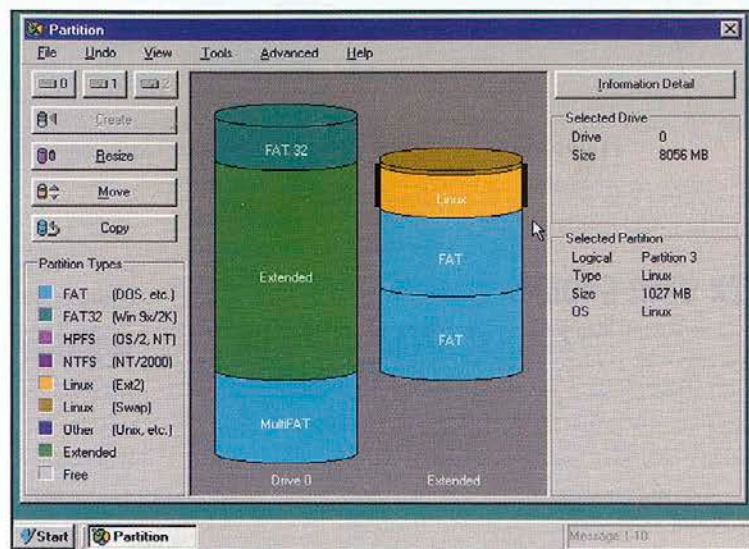 Partition
File Undo View Tools Advanced Help
0 1 2
Create
Resize
Move
Copy
Partition Types
FAT (DOS, etc.)
FAT32 (Win 9x/2K)
HPFS (OS/2, NT)
NTFS (NT/2000)
Linux (Ext2)
Linux (Swap)
Other (Unix, etc.)
Extended
Free
FAT 32
Extended
MultiFAT
Drive 0
Linux
FAT
FAT
Extended
Information Detail
Selected Drive
Drive 0
Size 8056 MB
Selected Partition
Logical Partition 3
Type Linux
Size 1027 MB
OS Linux
Start Partition
Message 1-10